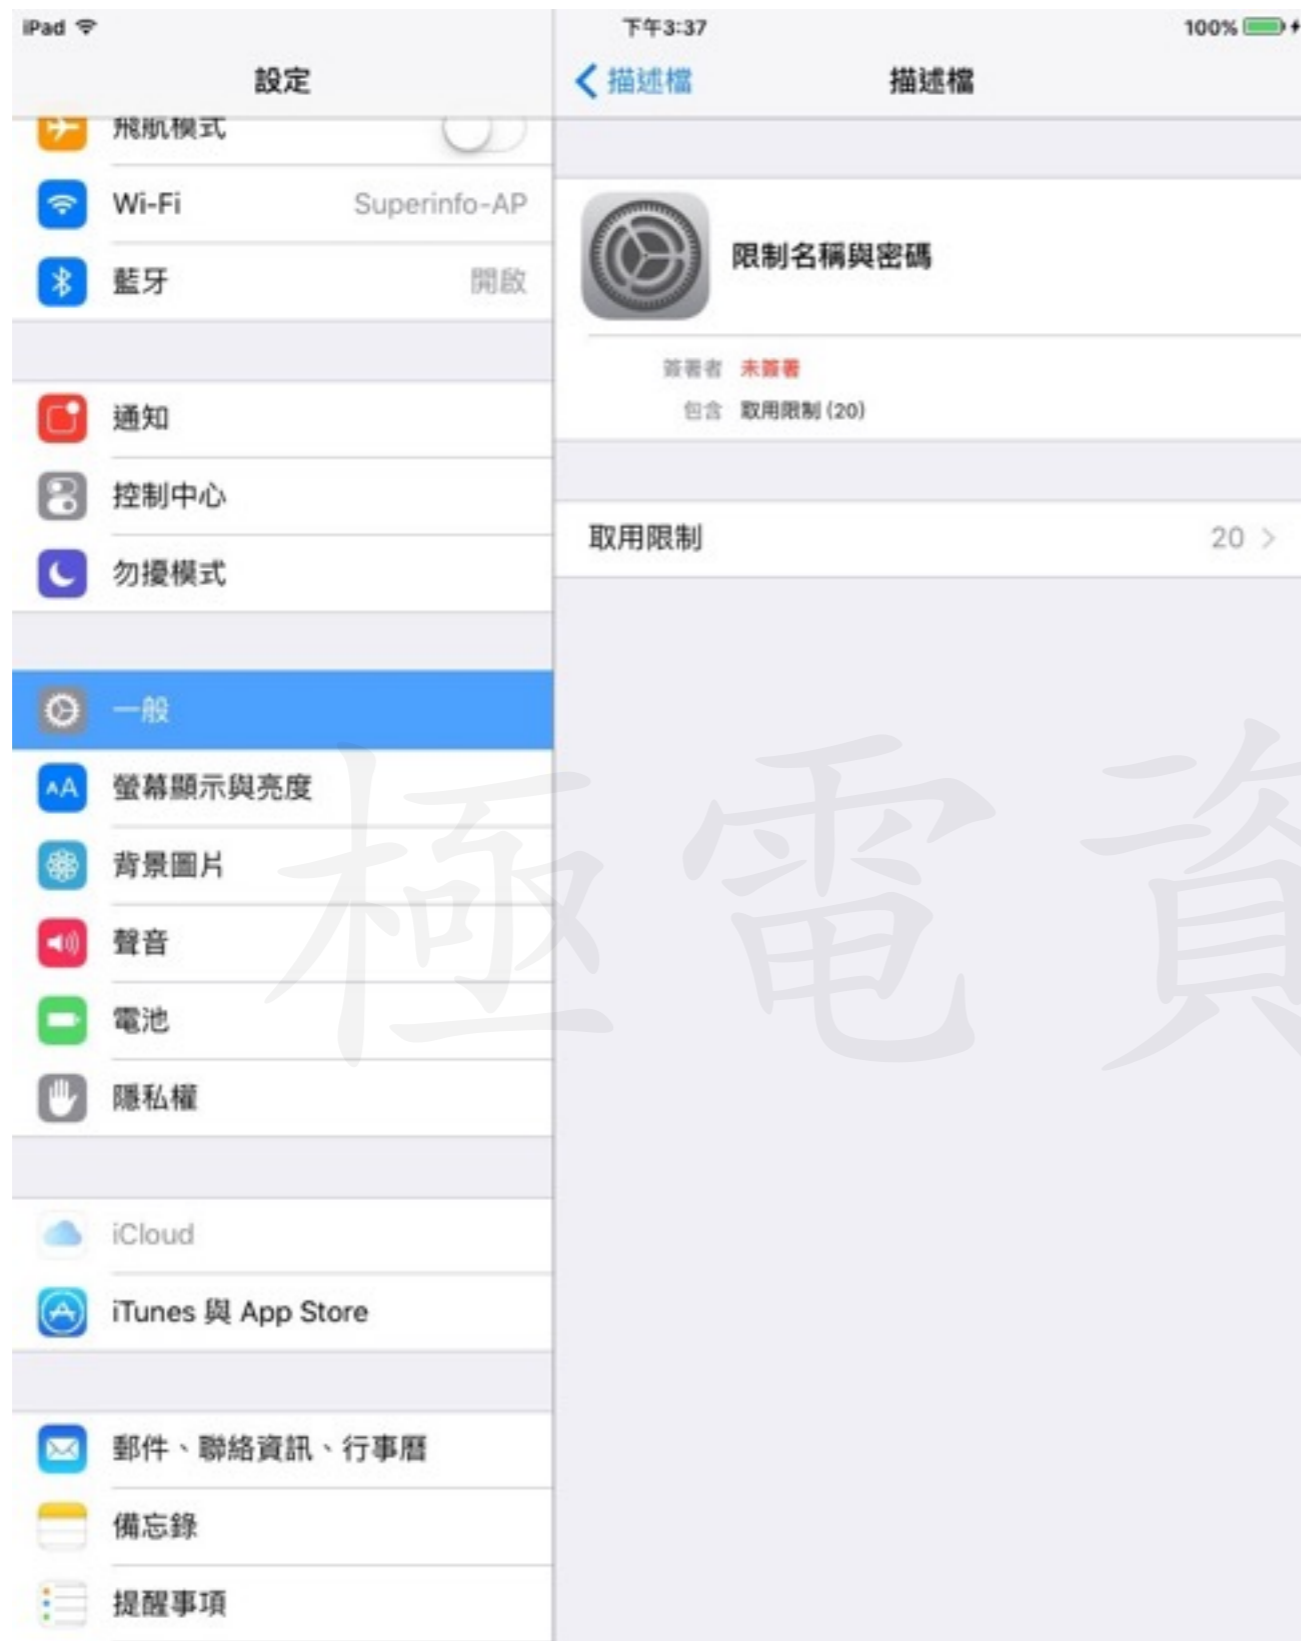 iPad 下午3:37 100%
設定
飛航模式
Wi-Fi Superinfo-AP
藍牙 開啟
通知
控制中心
勿擾模式
一般
螢幕顯示與亮度
背景圖片
聲音
電池
隱私權
iCloud
iTunes 與 App Store
郵件、聯絡資訊、行事曆
備忘錄
提醒事項
描述檔 描述檔
限制名稱與密碼
簽署者 未簽署
包含 取用限制 (20)
取用限制 20
極電資